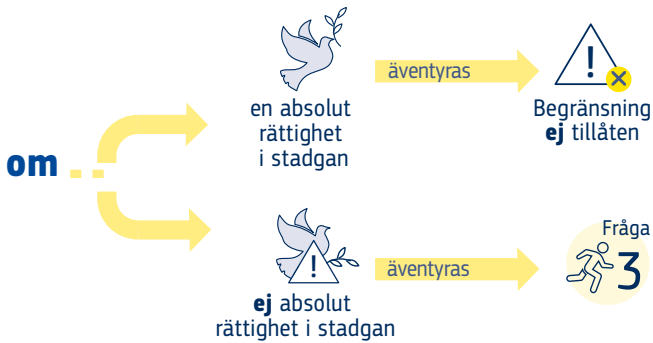 om
en absolut
rättighet
i stadgan
äventyras
!
Begränsning
ej tillåten
!
ej absolut
rättighet i stadgan
äventyras
Fråga
3